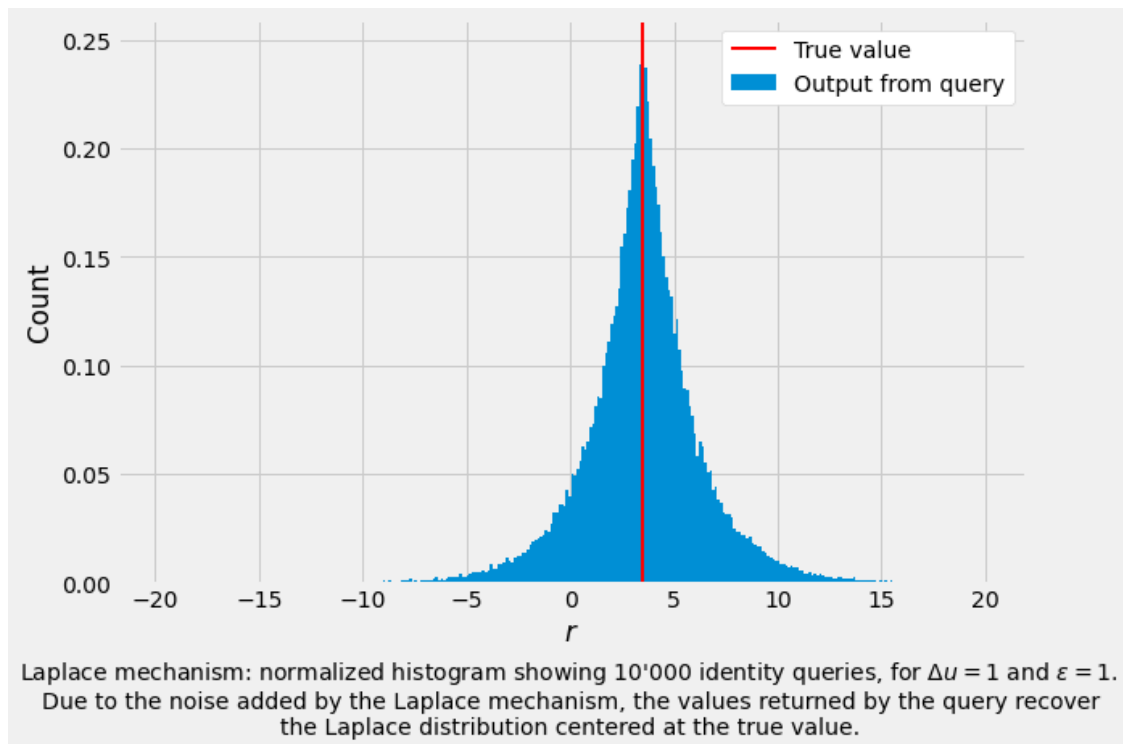 0.25
0.20
0.15
0.10
0.05
0.00
Count
True value
Output from query
−20
−15
−10
−5
0
5
10
15
20
r
Laplace mechanism: normalized histogram showing 10'000 identity queries, for Δu = 1 and ε = 1.
Due to the noise added by the Laplace mechanism, the values returned by the query recover
the Laplace distribution centered at the true value.